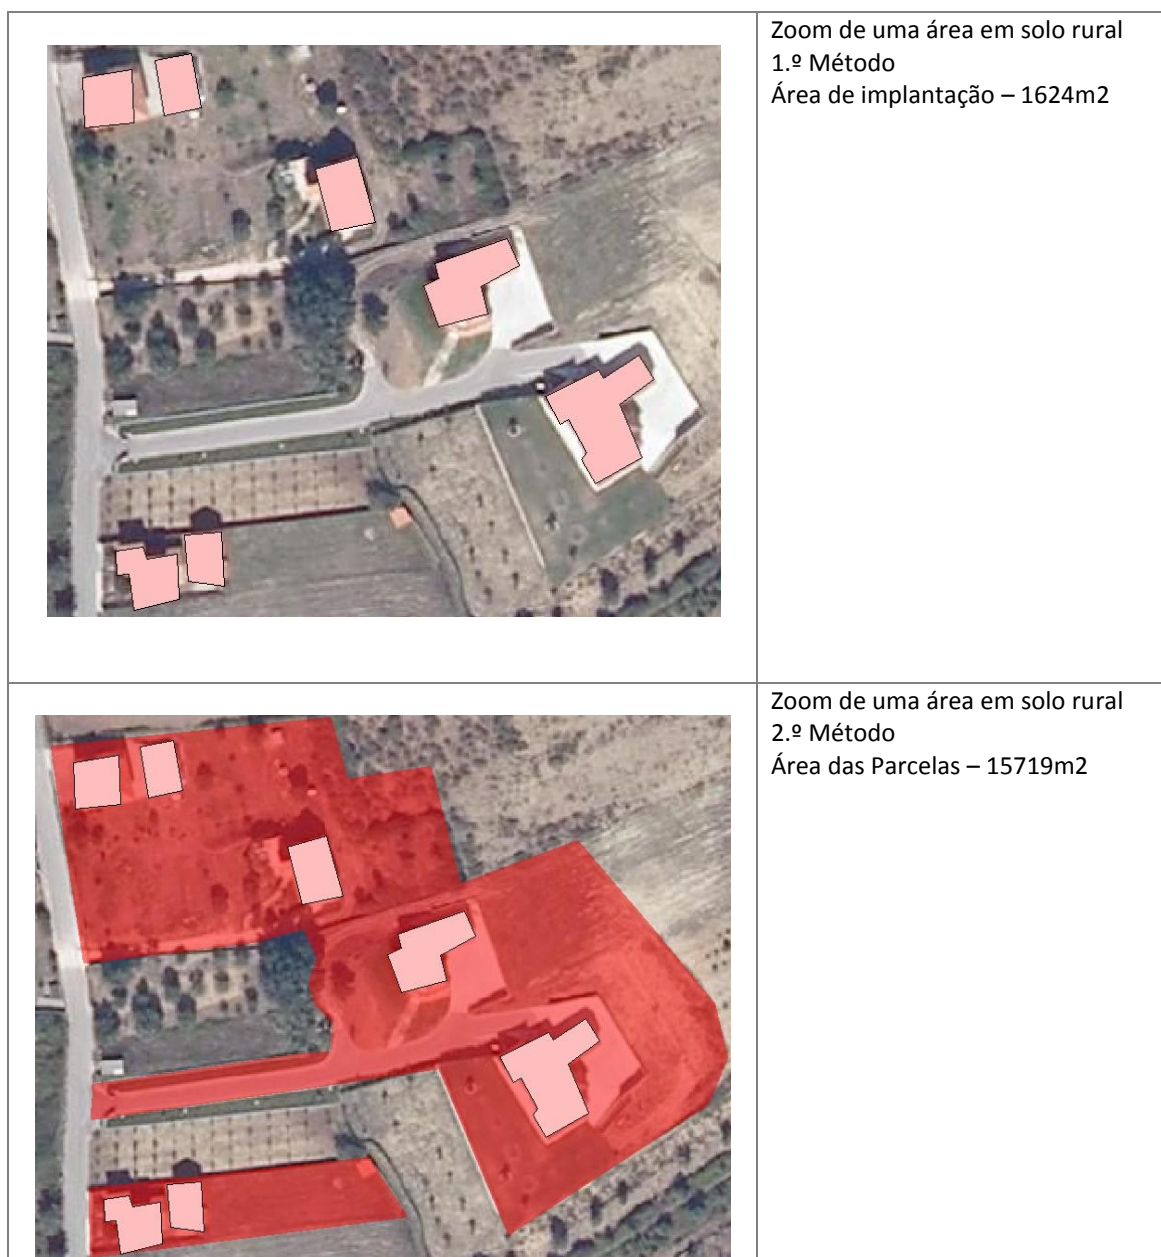 Zoom de uma área em solo rural
1.º Método
Área de implantação – 1624m2
Zoom de uma área em solo rural
2.º Método
Área das Parcelas – 15719m2